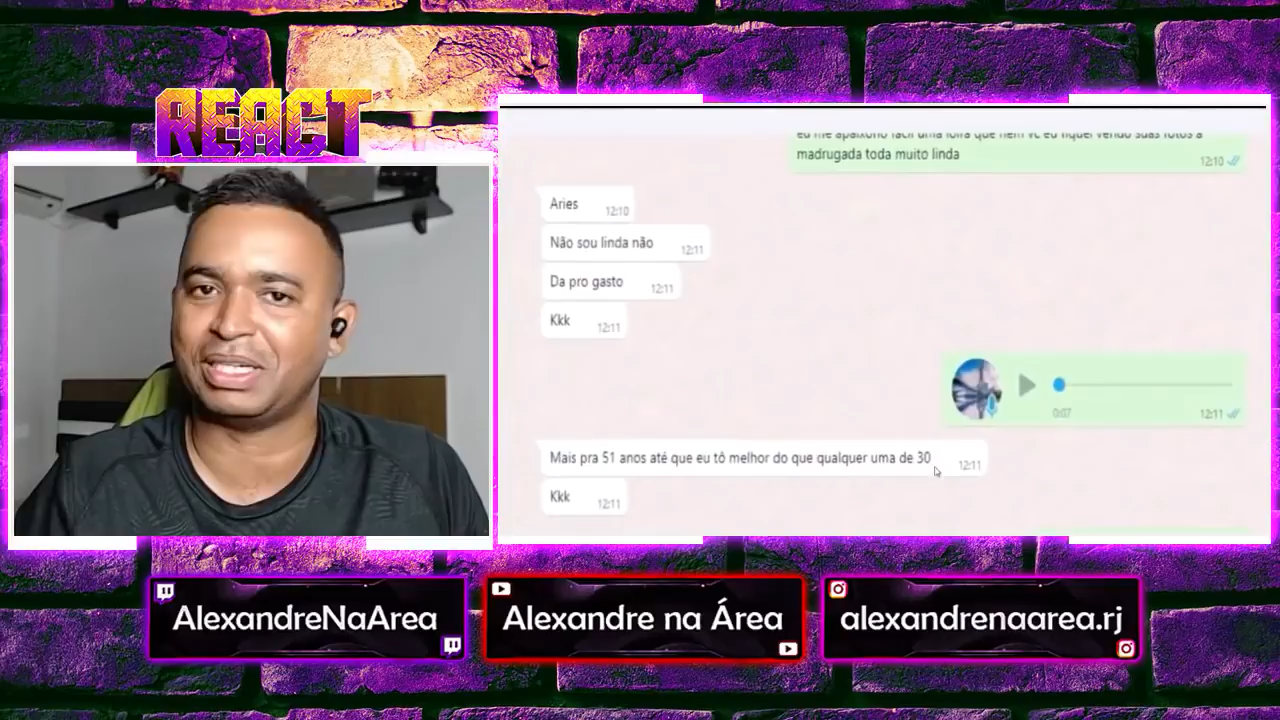 REACT
eu me apaixono fácil uma loira que nem vc eu fiquei vendo suas fotos a
madrugada toda muito linda
12:10
Aries
12:10
Não sou linda não
12:11
Da pro gasto
12:11
Kkk
12:11
0:07
12:11
Mais pra 51 anos até que eu tô melhor do que qualquer uma de 30
12:11
Kkk
12:11
AlexandreNaArea
Alexandre na Área
alexandrenaarea.rj